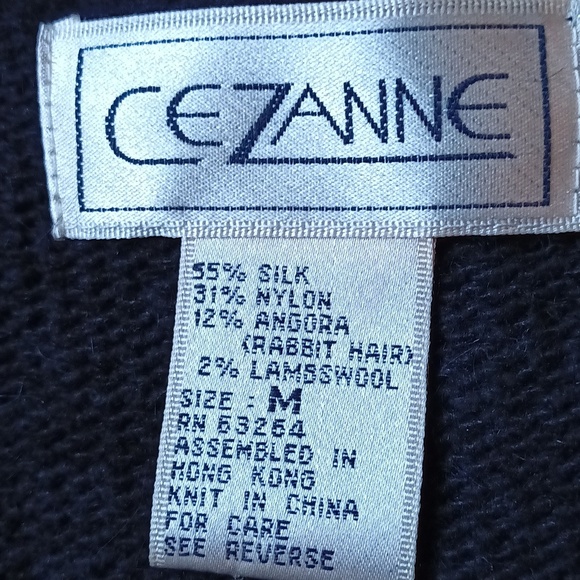 CEZANNE
55% SILK
31% NYLON
12% ANGORA
(RABBIT HAIR)
2% LAMBSWOOL
SIZE : M
RN 63264
ASSEMBLED IN
HONG KONG
KNIT IN CHINA
FOR CARE
SEE REVERSE